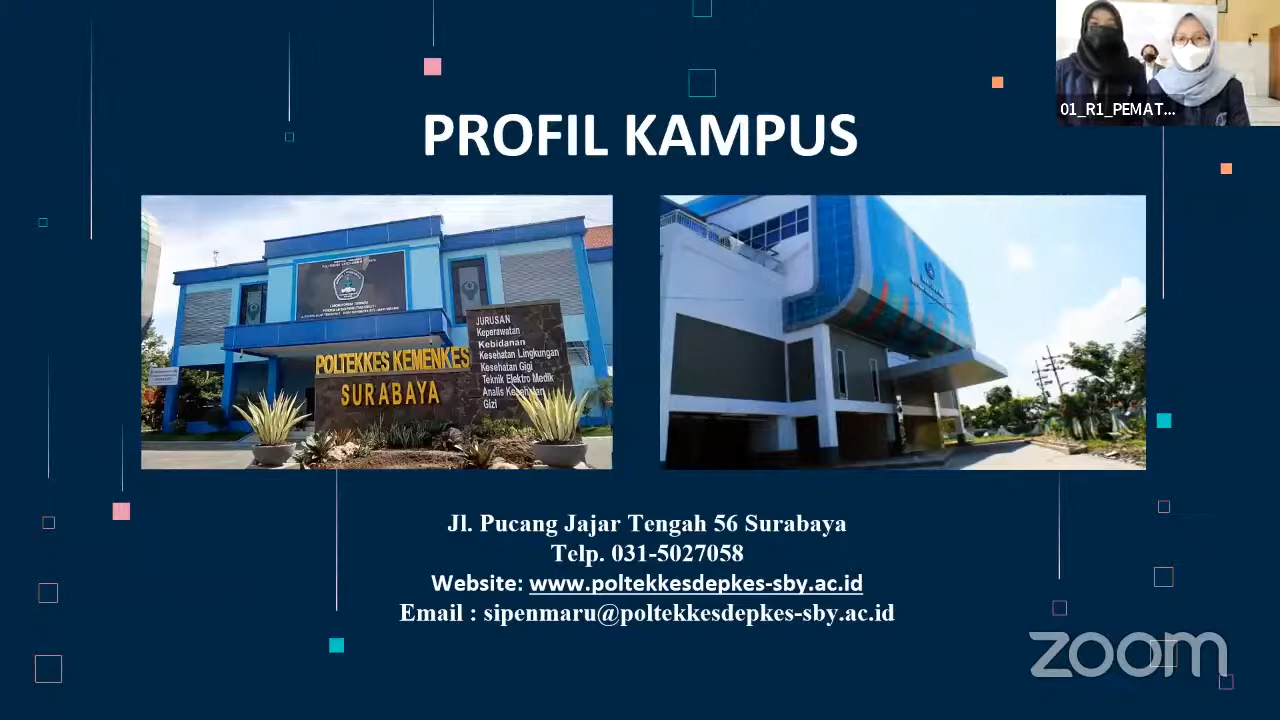 01_R1_PEMAT...
PROFIL KAMPUS
POLTEKKES KEMENKES
SURABAYA
JURUSAN
Keperawatan
Kebidanan
Kesehatan Lingkungan
Kesehatan Gigi
Teknik Elektro Medik
Analis Kesehatan
Gizi
Jl. Pucang Jajar Tengah 56 Surabaya
Telp. 031-5027058
Website: www.poltekkesdepkes-sby.ac.id
Email : sipenmaru@poltekkesdepkes-sby.ac.id
zoom